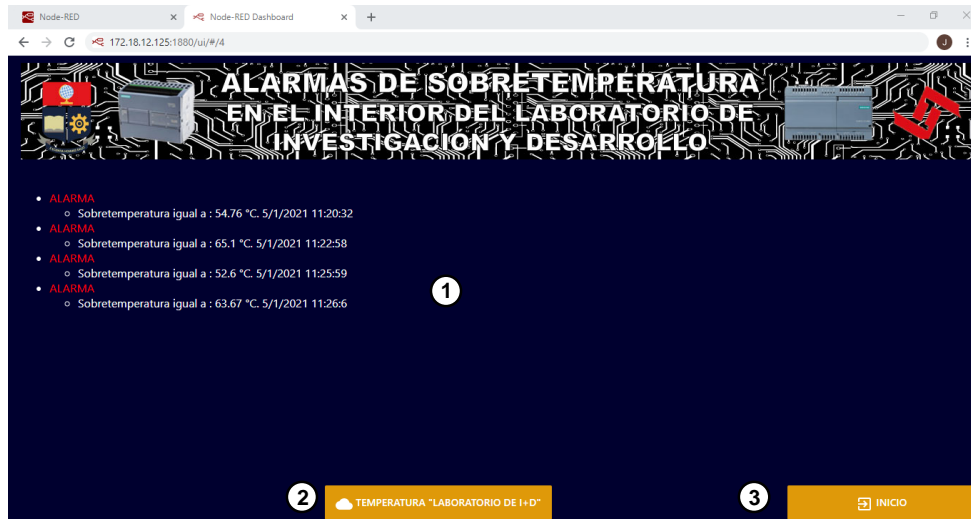 Node-RED
Node-RED Dashboard
172.18.12.125:1880/ui/#/4
J
ALARMAS DE SOBRETEMPERATURA
EN EL INTERIOR DEL LABORATORIO DE
INVESTIGACION Y DESARROLLO
ALARMA
Sobretemperatura igual a : 54.76 °C. 5/1/2021 11:20:32
ALARMA
Sobretemperatura igual a : 65.1 °C. 5/1/2021 11:22:58
ALARMA
Sobretemperatura igual a : 52.6 °C. 5/1/2021 11:25:59
ALARMA
Sobretemperatura igual a : 63.67 °C. 5/1/2021 11:26:6
1
2
TEMPERATURA "LABORATORIO DE I+D"
3
INICIO